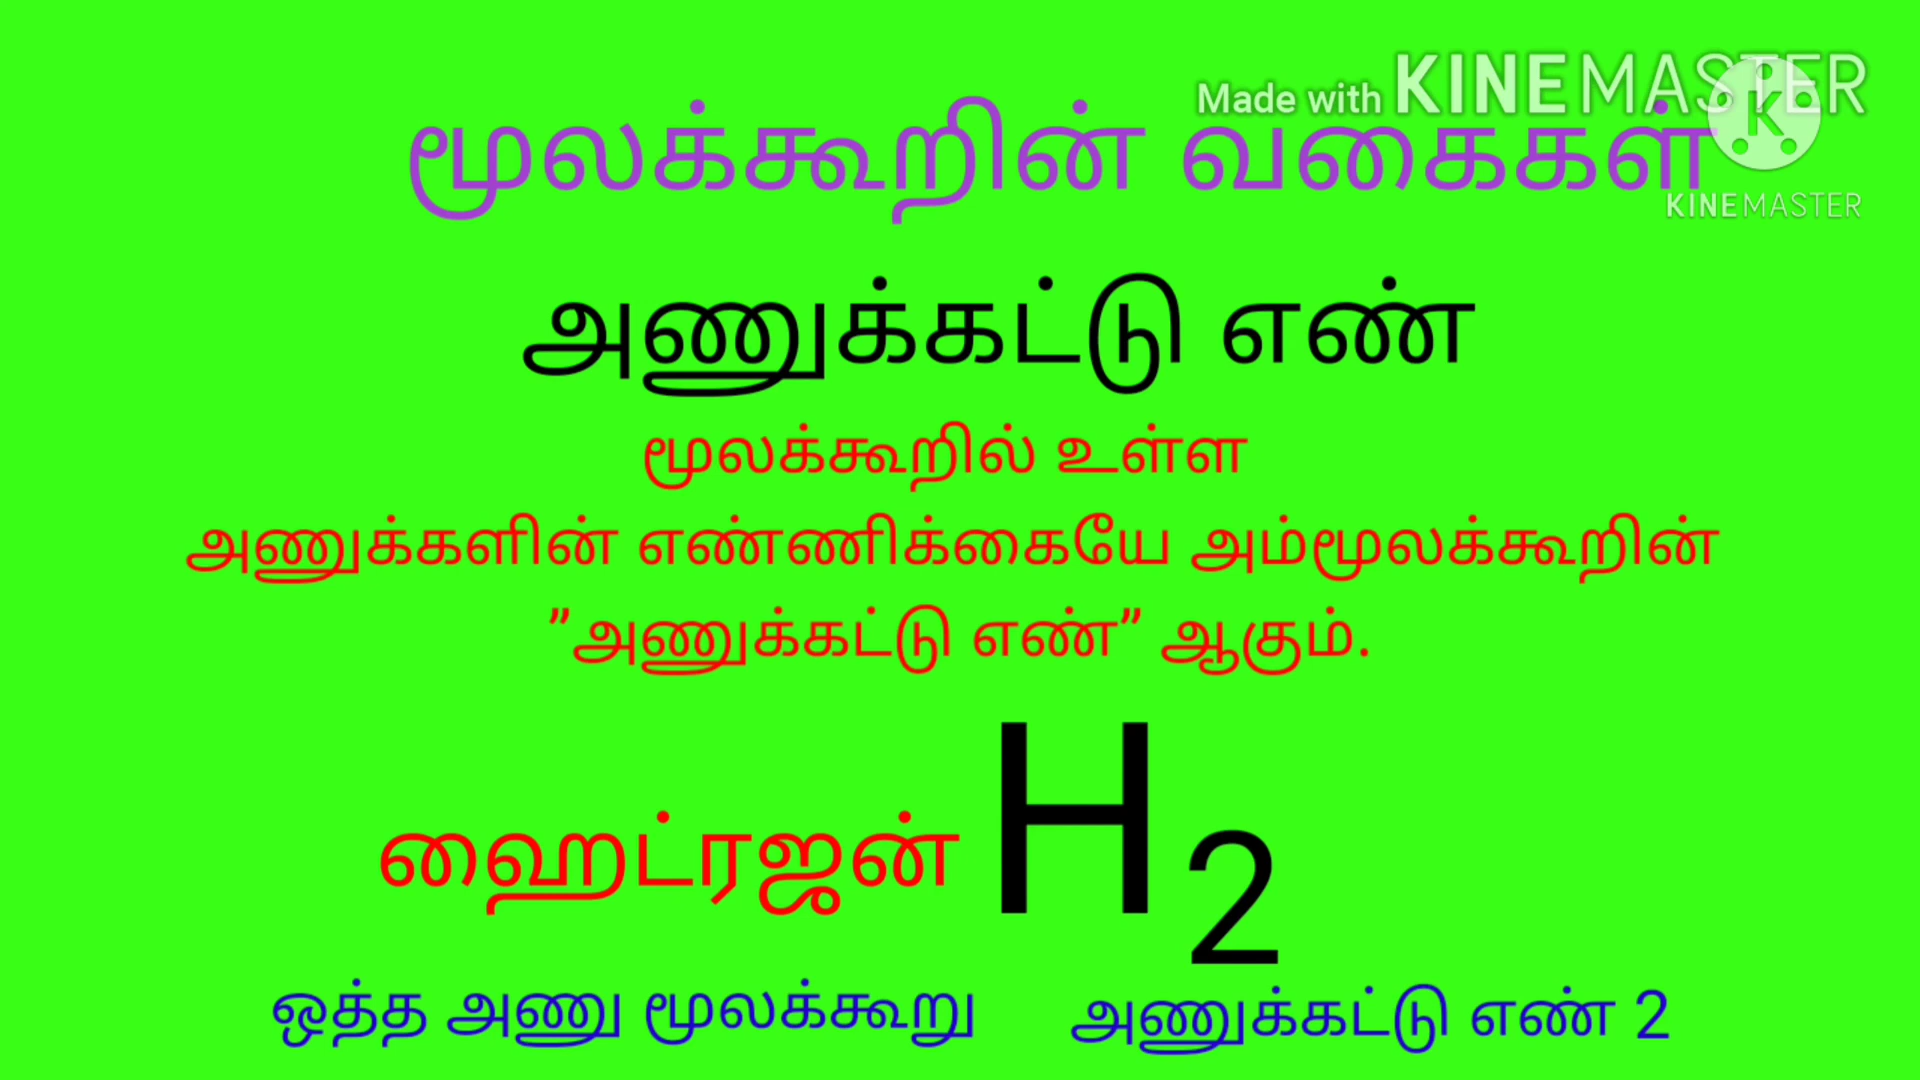 Made with KINEMASTER
மூலக்கூறின் வகைகள்
K
KINEMASTER
அணுக்கட்டு எண்
மூலக்கூறில் உள்ள
அணுக்களின் எண்ணிக்கையே அம்மூலக்கூறின்
”அணுக்கட்டு எண்” ஆகும்.
ஹைட்ரஜன் H2
ஒத்த அணு மூலக்கூறு அணுக்கட்டு எண் 2